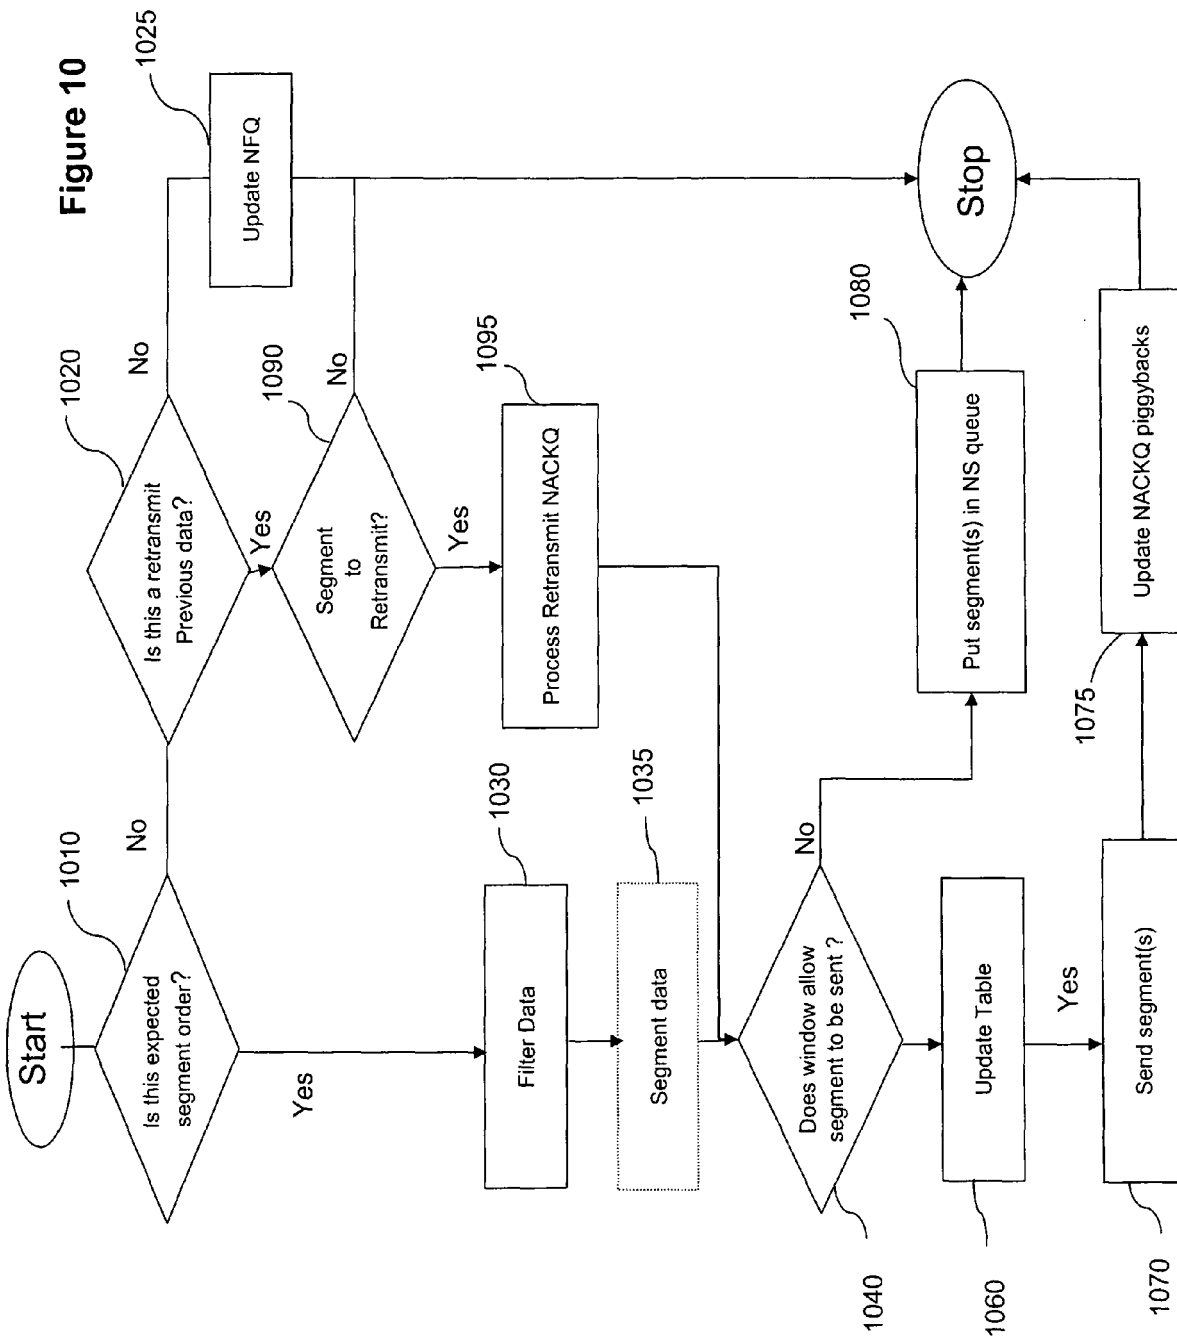 Figure 10
Start
1010
Is this expected
segment order?
No
Yes
1020
Is this a retransmit
Previous data?
No
Yes
1025
Update NFQ
1090
Segment
to
Retransmit?
No
Yes
1095
Process Retransmit NACKQ
1030
Filter Data
1035
Segment data
Does window allow
segment to be sent ?
1040
No
1080
Put segment(s) in NS queue
Stop
Update Table
1060
Yes
Send segment(s)
1070
1075
Update NACKQ piggybacks